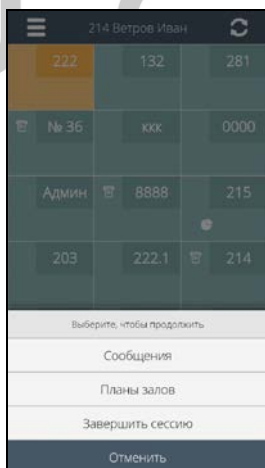 214 Ветров Иван
222 132 281
№ 36 ккк 0000
Админ 8888 215
203 222.1 214
Выберите, чтобы продолжить
Сообщения
Планы залов
Завершить сессию
Отменить